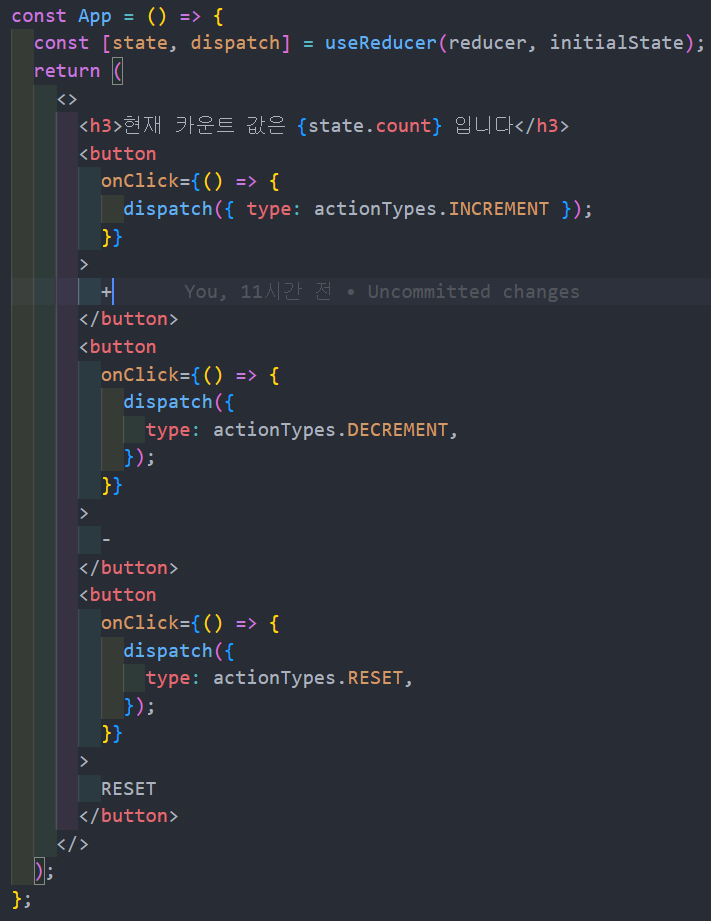 const App = () => {
  const [state, dispatch] = useReducer(reducer, initialState);
  return (
    <>
      <h3>현재 카운트 값은 {state.count} 입니다</h3>
      <button
        onClick={() => {
          dispatch({ type: actionTypes.INCREMENT });
        }}
      >
        +    You, 11시간 전 • Uncommitted changes
      </button>
      <button
        onClick={() => {
          dispatch({
            type: actionTypes.DECREMENT,
          });
        }}
      >
        -
      </button>
      <button
        onClick={() => {
          dispatch({
            type: actionTypes.RESET,
          });
        }}
      >
        RESET
      </button>
    </>
  );
};